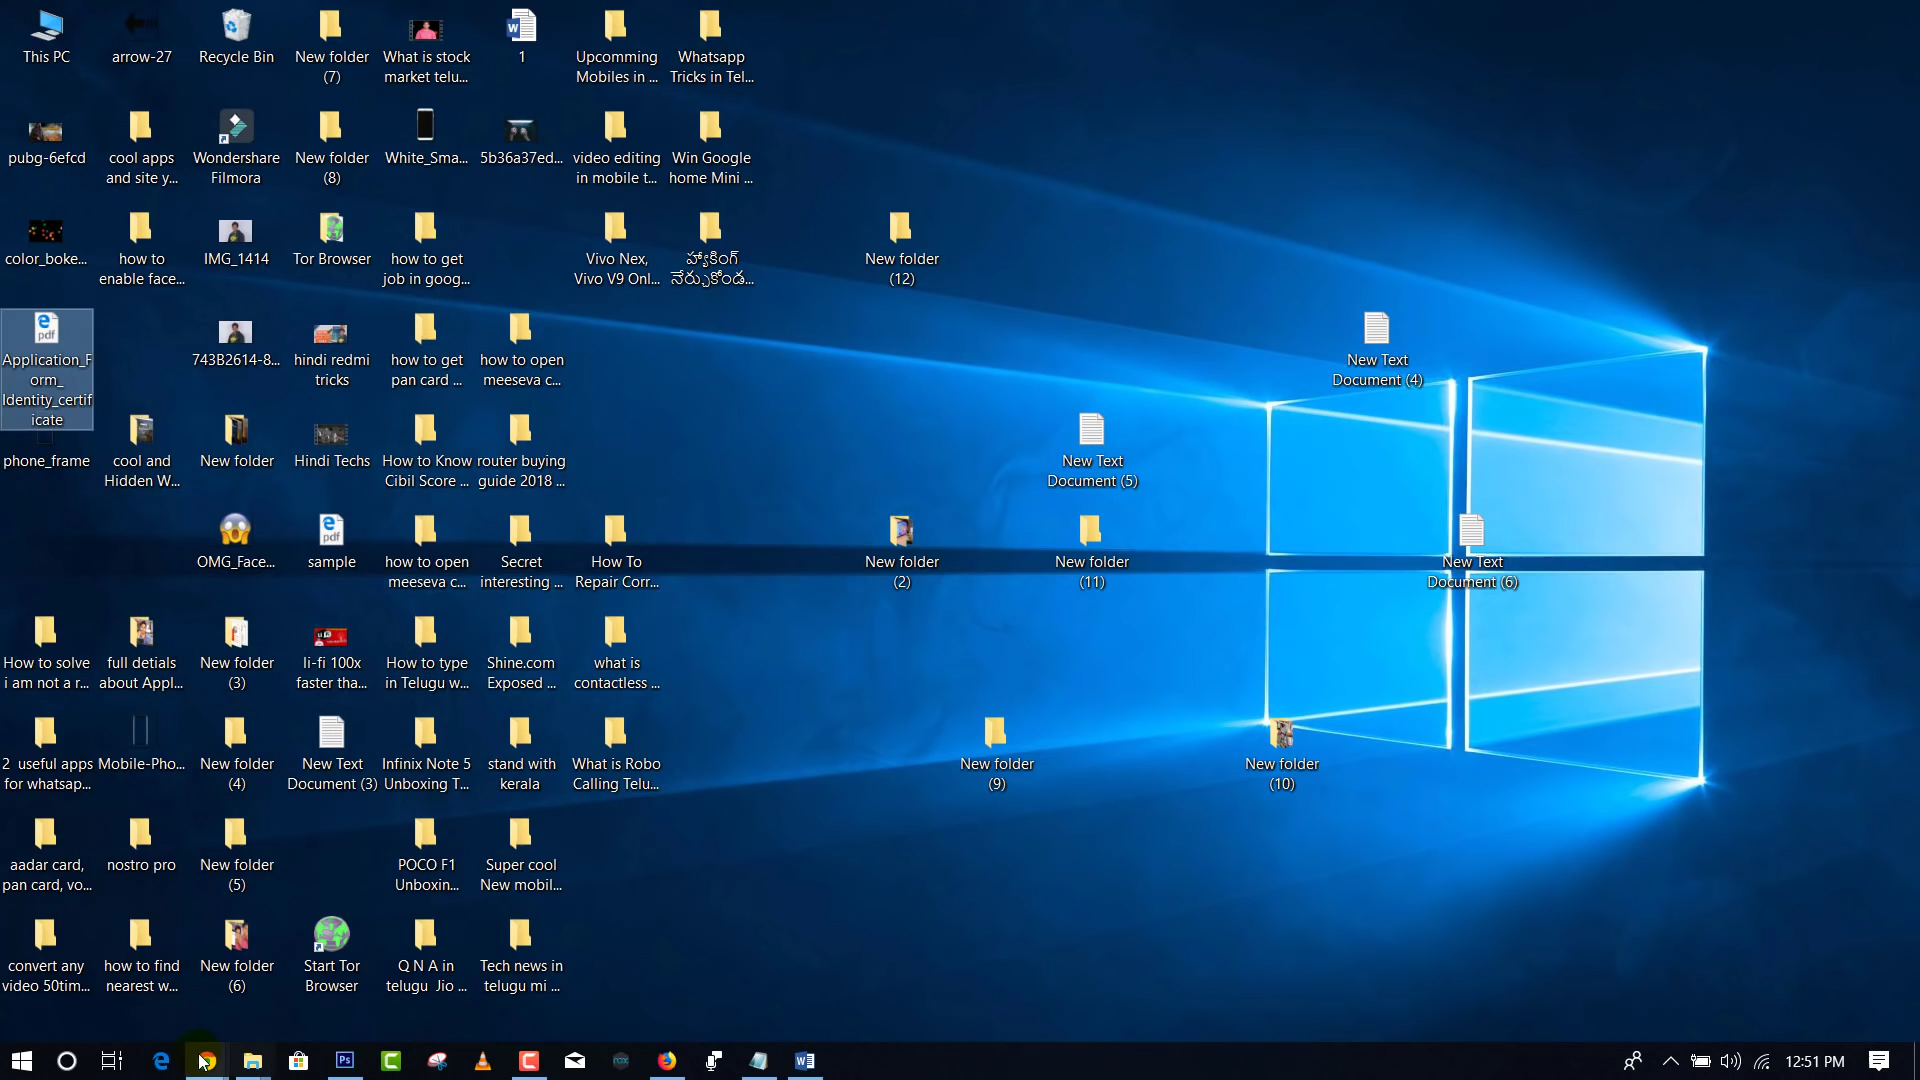 This PC
arrow-27
Recycle Bin
New folder
(7)
What is stock
market telu...
1
Upcomming
Mobiles in ...
Whatsapp
Tricks in Tel...
pubg-6efcd
cool apps
and site y...
Wondershare
Filmora
New folder
(8)
White_Sma...
5b36a37ed...
video editing
in mobile t...
Win Google
home Mini ...
color_boke...
how to
enable face...
IMG_1414
Tor Browser
how to get
job in goog...
Vivo Nex,
Vivo V9 Onl...
హ్యాకింగ్
నేర్చుకోండ...
New folder
(12)
pdf
Application_F
orm_
Identity_certif
icate
743B2614-8...
hindi redmi
tricks
how to get
pan card ...
how to open
meeseva c...
New Text
Document (4)
phone_frame
cool and
Hidden W...
New folder
Hindi Techs
How to Know
Cibil Score ...
router buying
guide 2018 ...
New Text
Document (5)
OMG_Face...
pdf
sample
how to open
meeseva c...
Secret
interesting ...
How To
Repair Corr...
New folder
(2)
New folder
(11)
New Text
Document (6)
How to solve
i am not a r...
full detials
about Appl...
New folder
(3)
li-fi 100x
faster tha...
How to type
in Telugu w...
Shine.com
Exposed ...
what is
contactless ...
2  useful apps
for whatsap...
Mobile-Pho...
New folder
(4)
New Text
Document (3)
Infinix Note 5
Unboxing T...
stand with
kerala
What is Robo
Calling Telu...
New folder
(9)
New folder
(10)
aadar card,
pan card, vo...
nostro pro
New folder
(5)
POCO F1
Unboxin...
Super cool
New mobil...
convert any
video 50tim...
how to find
nearest w...
New folder
(6)
Start Tor
Browser
Q N A in
telugu  Jio ...
Tech news in
telugu mi ...
Ps
12:51 PM